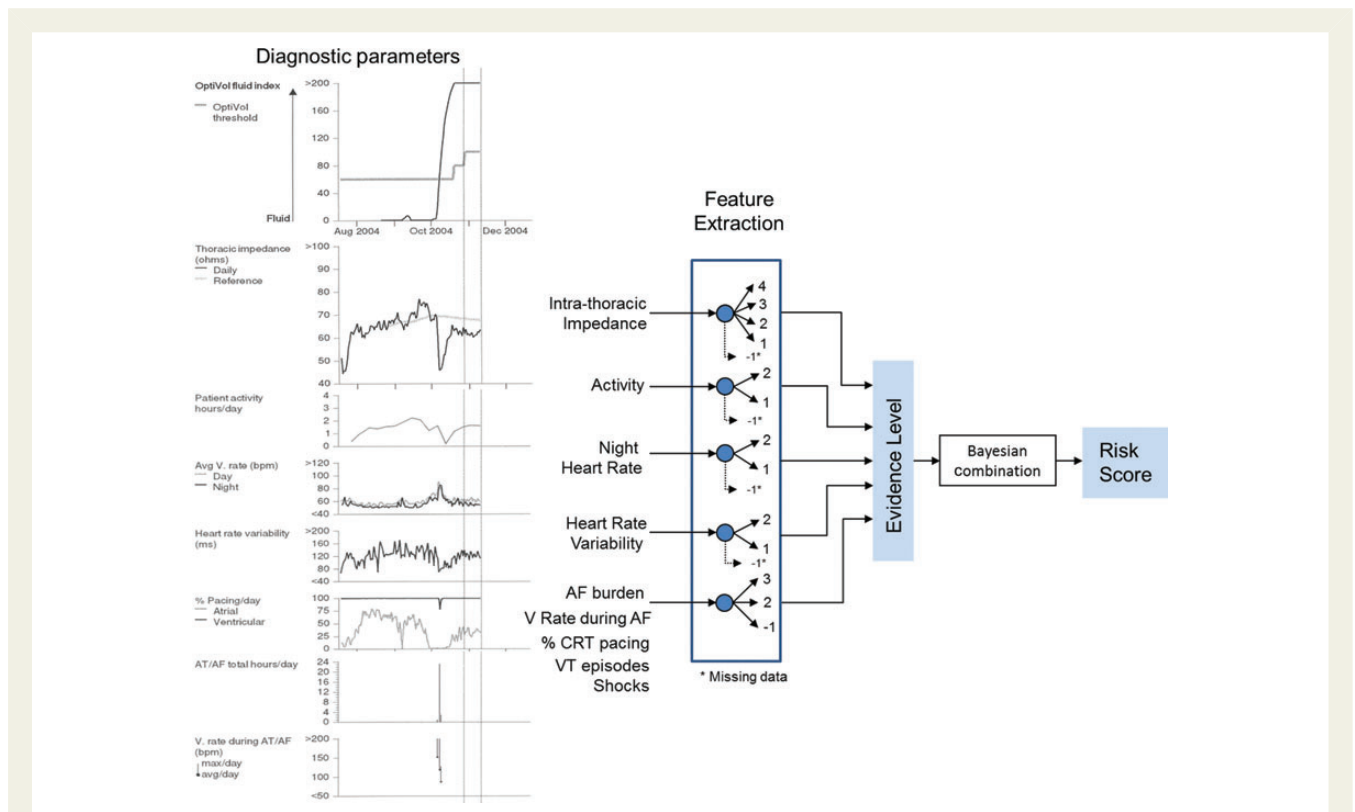 Diagnostic parameters
OptiVol fluid index
OptiVol
threshold
Fluid
>200
160
120
80
40
0
Aug 2004
Oct 2004
Dec 2004
Thoracic impedance
(ohms)
Daily
Reference
>100
90
80
70
60
50
40
Patient activity
hours/day
4
3
2
1
0
Avg V. rate (bpm)
Day
Night
>120
100
80
60
<40
Heart rate variability
(ms)
>200
160
120
80
<40
% Pacing/day
Atrial
Ventricular
100
75
50
25
0
AT/AF total hours/day
24
20
16
12
8
4
0
V. rate during AT/AF
(bpm)
max/day
avg/day
>200
150
100
<50
Feature
Extraction
Intra-thoracic
Impedance
4
3
2
1
-1*
Activity
2
1
-1*
Night
Heart Rate
2
1
-1*
Heart Rate
Variability
2
1
-1*
AF burden
V Rate during AF
% CRT pacing
VT episodes
Shocks
3
2
-1
* Missing data
Evidence Level
Bayesian
combination
Risk
Score